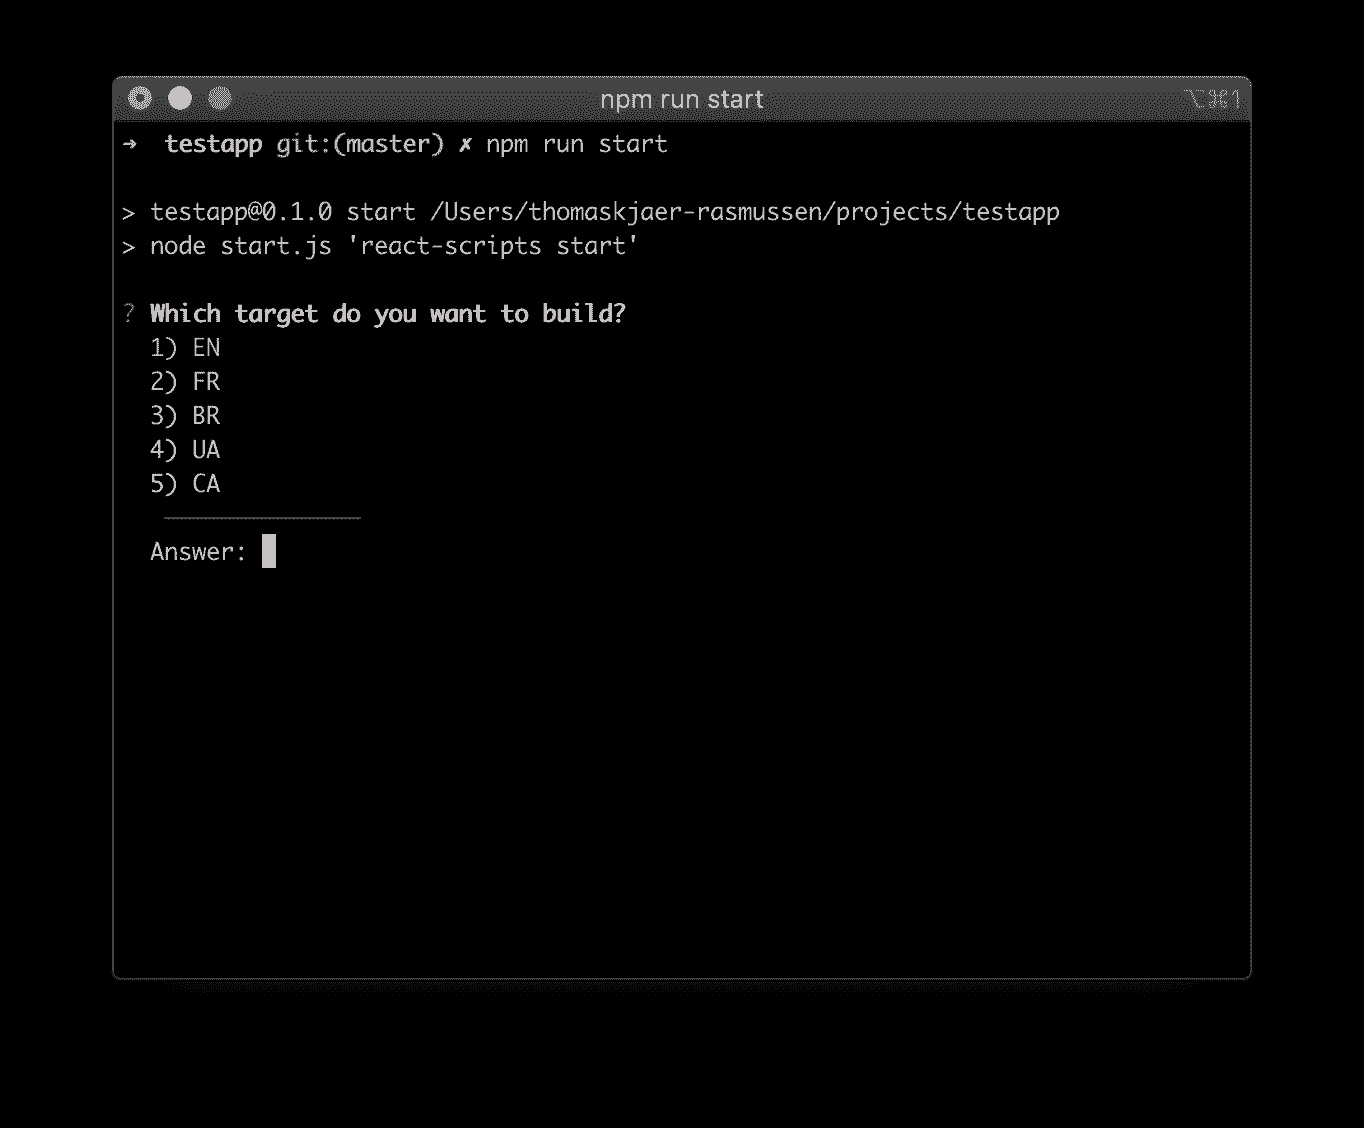 npm run start
⌥⌘1
➜ testapp git:(master) ✗ npm run start
> testapp@0.1.0 start /Users/thomaskjaer-rasmussen/projects/testapp
> node start.js 'react-scripts start'
? Which target do you want to build?
1) EN
2) FR
3) BR
4) UA
5) CA
Answer: